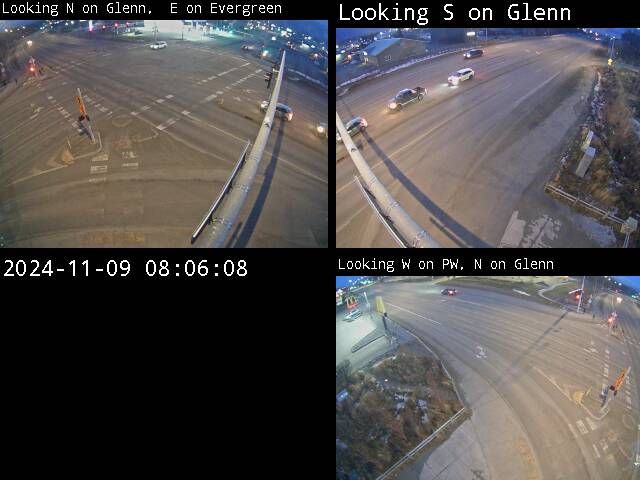 Looking N on Glenn,  E on Evergreen
Looking S on Glenn
2024-11-09 08:06:08
Looking W on PW, N on Glenn